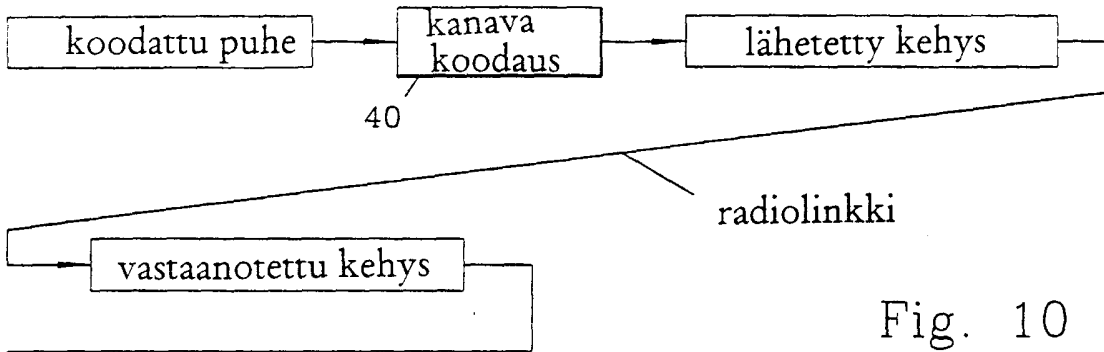 koodattu puhe
kanava
koodaus
lähetetty kehys
40
radiolinkki
vastaanotettu kehys
Fig. 10